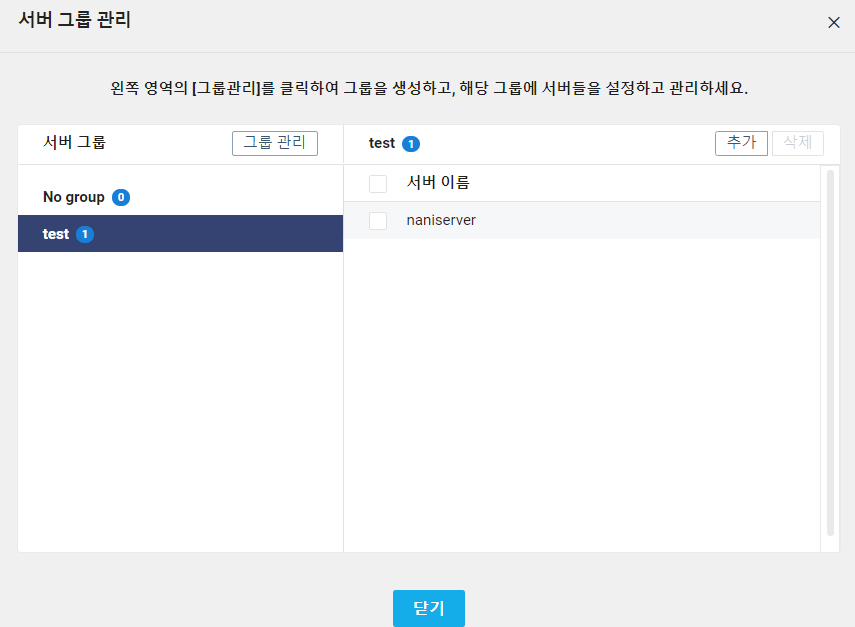 서버 그룹 관리
왼쪽 영역의 [그룹관리]를 클릭하여 그룹을 생성하고, 해당 그룹에 서버들을 설정하고 관리하세요.
서버 그룹 그룹 관리
No group 0
test 1
test 1 추가 삭제
서버 이름
naniserver
닫기